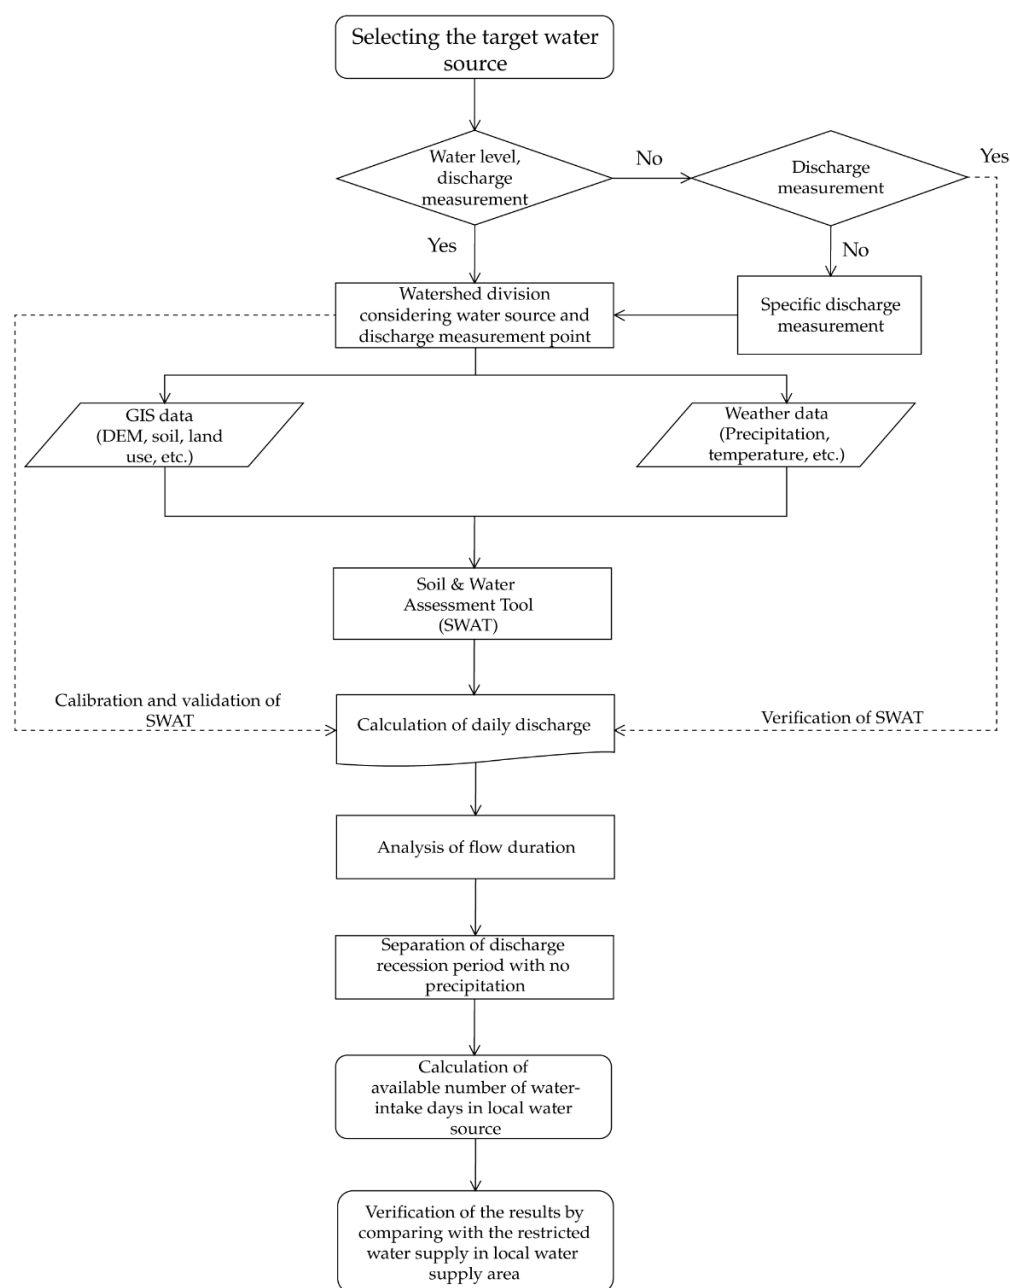 Selecting the target water
source
Water level,
discharge
measurement
No
Discharge
measurement
Yes
Yes
No
Watershed division
considering water source and
discharge measurement point
Specific discharge
measurement
GIS data
(DEM, soil, land
use, etc.)
Weather data
(Precipitation,
temperature, etc.)
Soil & Water
Assessment Tool
(SWAT)
Calibration and validation of
SWAT
Calculation of daily discharge
Verification of SWAT
Analysis of flow duration
Separation of discharge
recession period with no
precipitation
Calculation of
available number of water-
intake days in local water
source
Verification of the results by
comparing with the restricted
water supply in local water
supply area